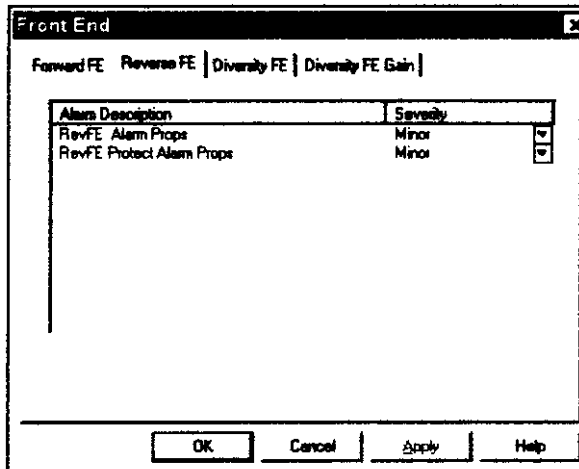 Front End
Forward FE Reverse FE Diversity FE Diversity FE Gain
Alarm Description Severity
RevFE Alarm Props Minor
RevFE Protect Alarm Props Minor
OK Cancel Apply Help